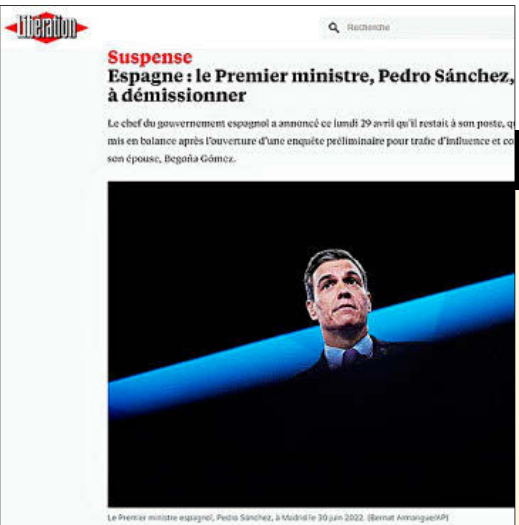 Libération
Recherche
Suspense
Espagne : le Premier ministre, Pedro Sánchez,
à démissionner
Le chef du gouvernement espagnol a annoncé ce lundi 29 avril qu'il restait à son poste, q
mis en balance après l'ouverture d'une enquête préliminaire pour trafic d'influence et co
son épouse, Begoña Gómez.
Le Premier ministre espagnol, Pedro Sánchez, à Madrid le 30 juin 2022. (Bernat Armangue/AP)